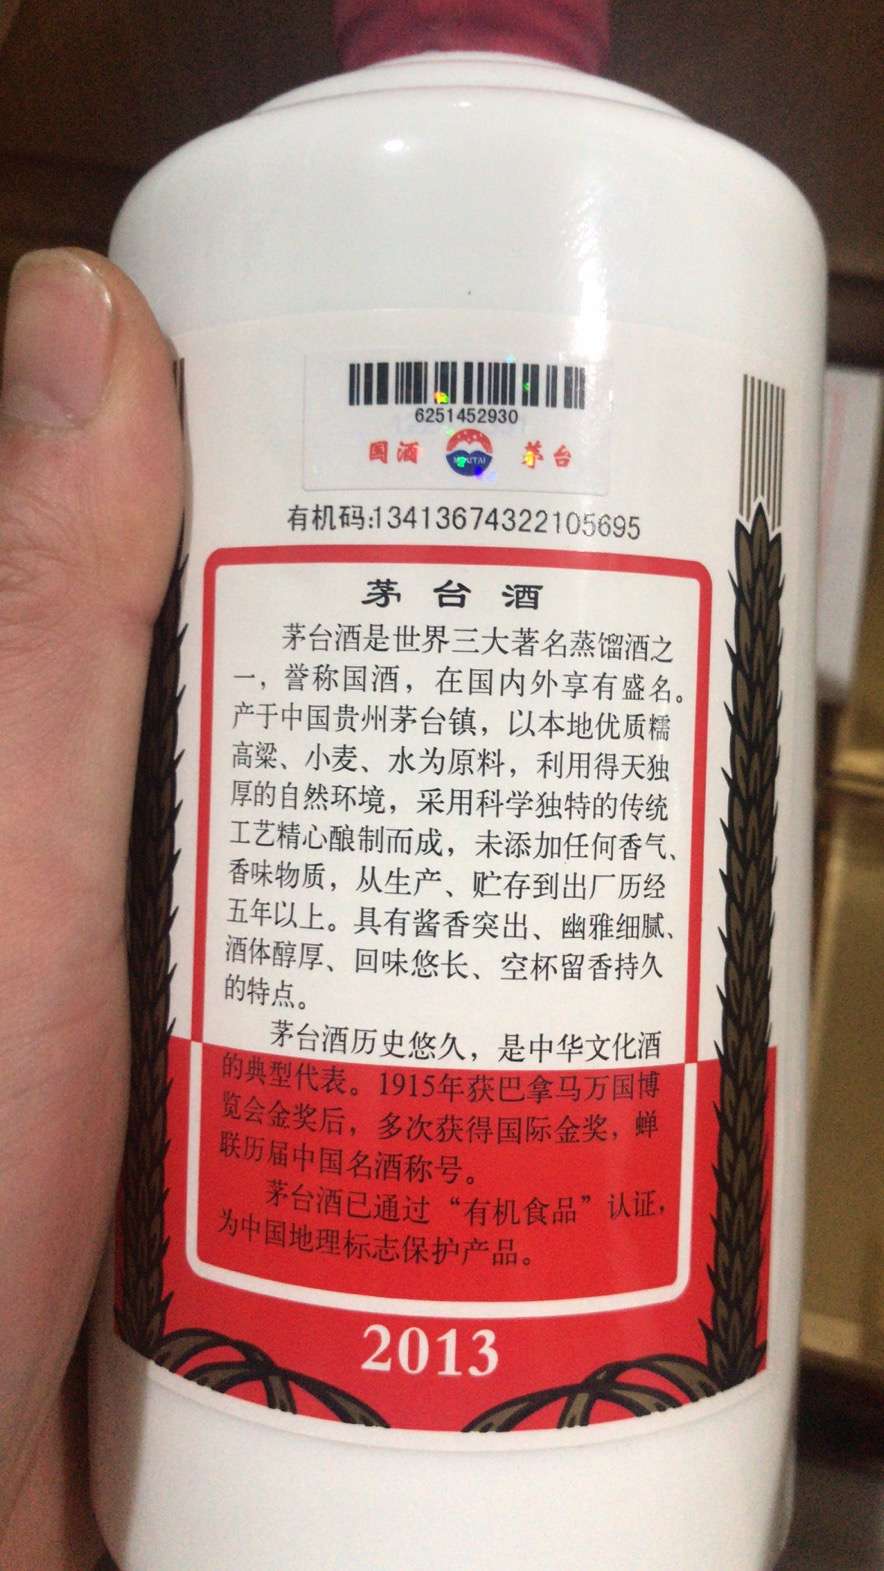 6251452930
国酒 MOUTAI 茅台
有机码:13413674322105695
茅台酒
茅台酒是世界三大著名蒸馏酒之
一，誉称国酒，在国内外享有盛名。
产于中国贵州茅台镇，以本地优质糯
高粱、小麦、水为原料，利用得天独
厚的自然环境，采用科学独特的传统
工艺精心酿制而成，未添加任何香气、
香味物质，从生产、贮存到出厂历经
五年以上。具有酱香突出、幽雅细腻、
酒体醇厚、回味悠长、空杯留香持久
的特点。
茅台酒历史悠久，是中华文化酒
的典型代表。1915年获巴拿马万国博
览会金奖后，多次获得国际金奖，蝉
联历届中国名酒称号。
茅台酒已通过“有机食品”认证，
为中国地理标志保护产品。
2013